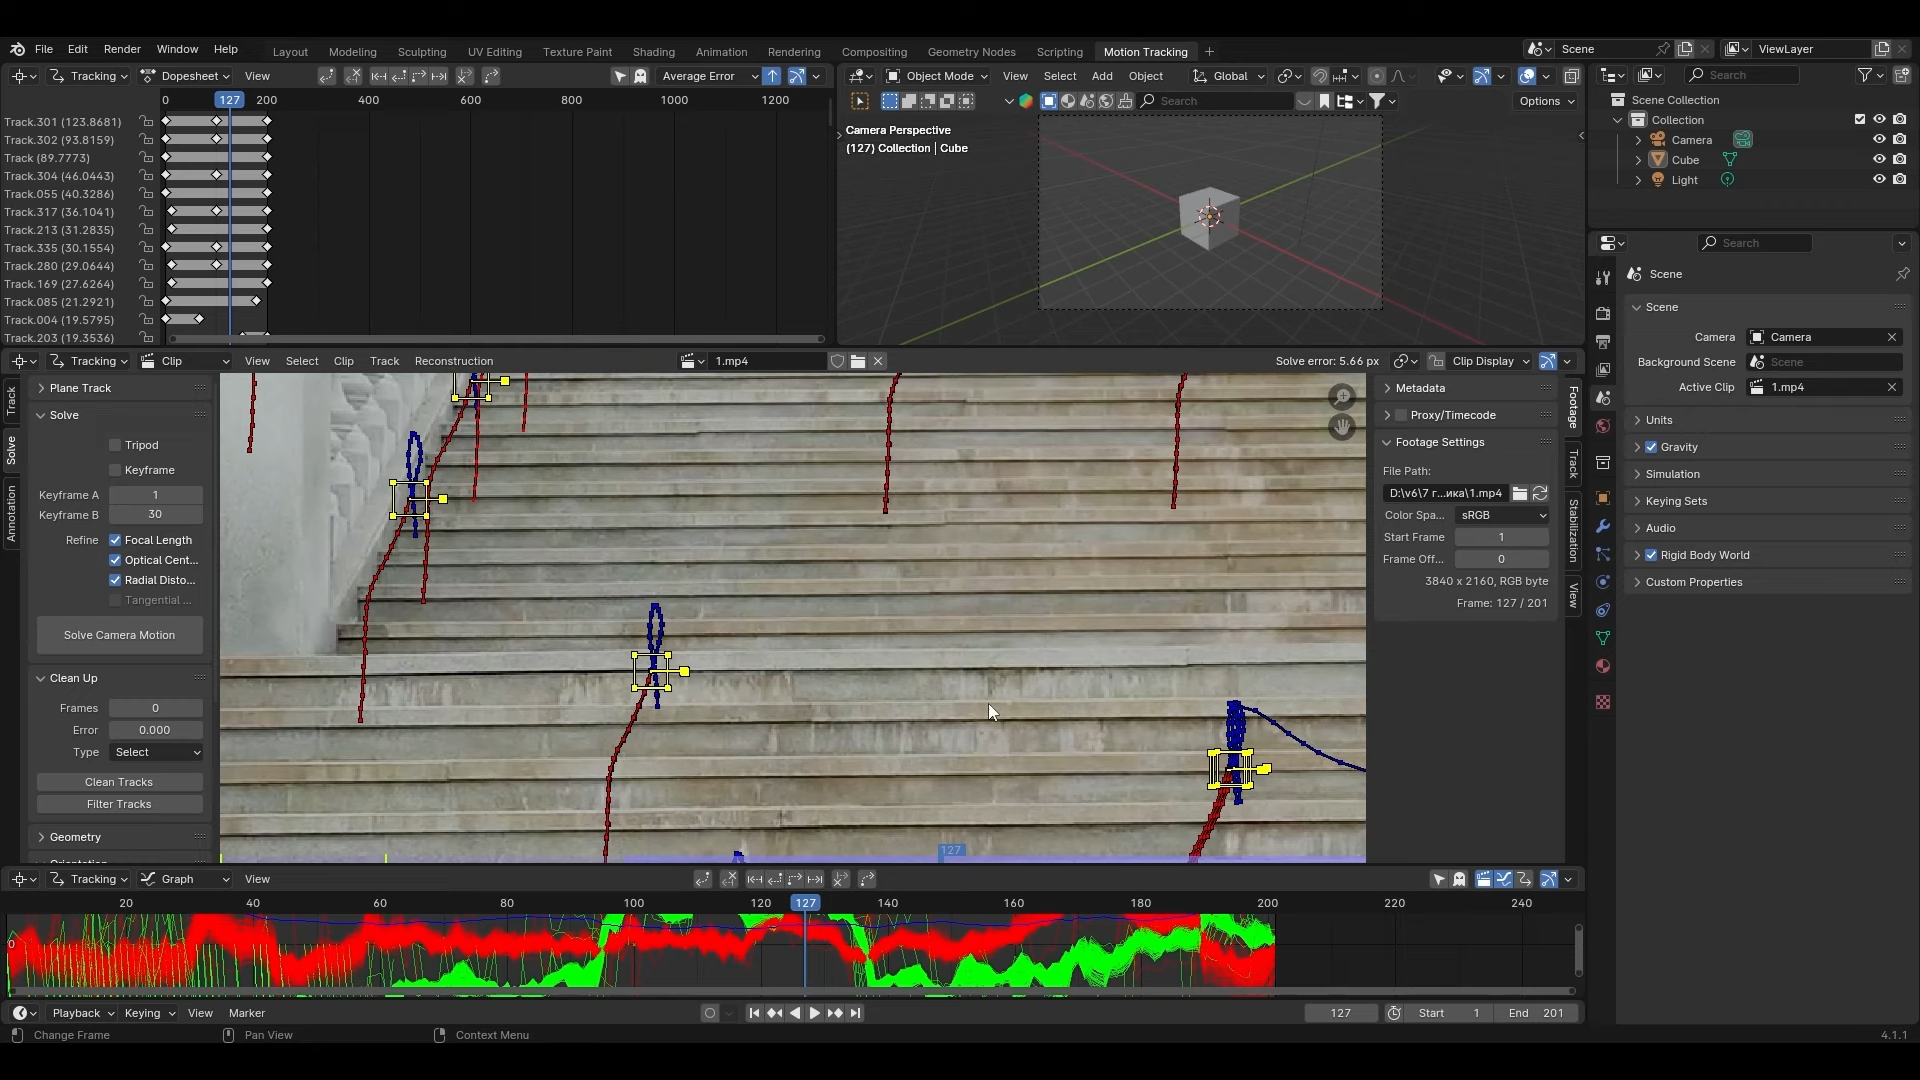 File Edit Render Window Help Layout Modeling Sculpting UV Editing Texture Paint Shading Animation Rendering Compositing Geometry Nodes Scripting Motion Tracking + Scene ViewLayer
Tracking Dopesheet View Average Error
0 127 200 400 600 800 1000 1200
Track.301 (123.8681)
Track.302 (93.8159)
Track (89.7773)
Track.304 (46.0443)
Track.055 (40.3286)
Track.317 (36.1041)
Track.213 (31.2835)
Track.335 (30.1554)
Track.280 (29.0644)
Track.169 (27.6264)
Track.085 (21.2921)
Track.004 (19.5795)
Track.203 (19.3536)
Object Mode View Select Add Object Global
Search Options
Camera Perspective
(127) Collection | Cube
Search
Scene Collection
Collection
Camera
Cube
Light
Search
Scene
Scene
Camera Camera
Background Scene Scene
Active Clip 1.mp4
Units
Gravity
Simulation
Keying Sets
Audio
Rigid Body World
Custom Properties
Tracking Clip View Select Clip Track Reconstruction 1.mp4 Solve error: 5.66 px Clip Display
Track
Solve
Annotation
Plane Track
Solve
Tripod
Keyframe
Keyframe A 1
Keyframe B 30
Refine Focal Length
Optical Cent...
Radial Disto...
Tangential ...
Solve Camera Motion
Clean Up
Frames 0
Error 0.000
Type Select
Clean Tracks
Filter Tracks
Geometry
Orientation
127
Metadata
Proxy/Timecode
Footage Settings
File Path:
D:\v6\7 г...ика\1.mp4
Color Spa... sRGB
Start Frame 1
Frame Off... 0
3840 x 2160, RGB byte
Frame: 127 / 201
Footage
Track
Stabilization
View
Tracking Graph View
20 40 60 80 100 120 127 140 160 180 200 220 240
0
Playback Keying View Marker 127 Start 1 End 201
Change Frame Pan View Context Menu 4.1.1